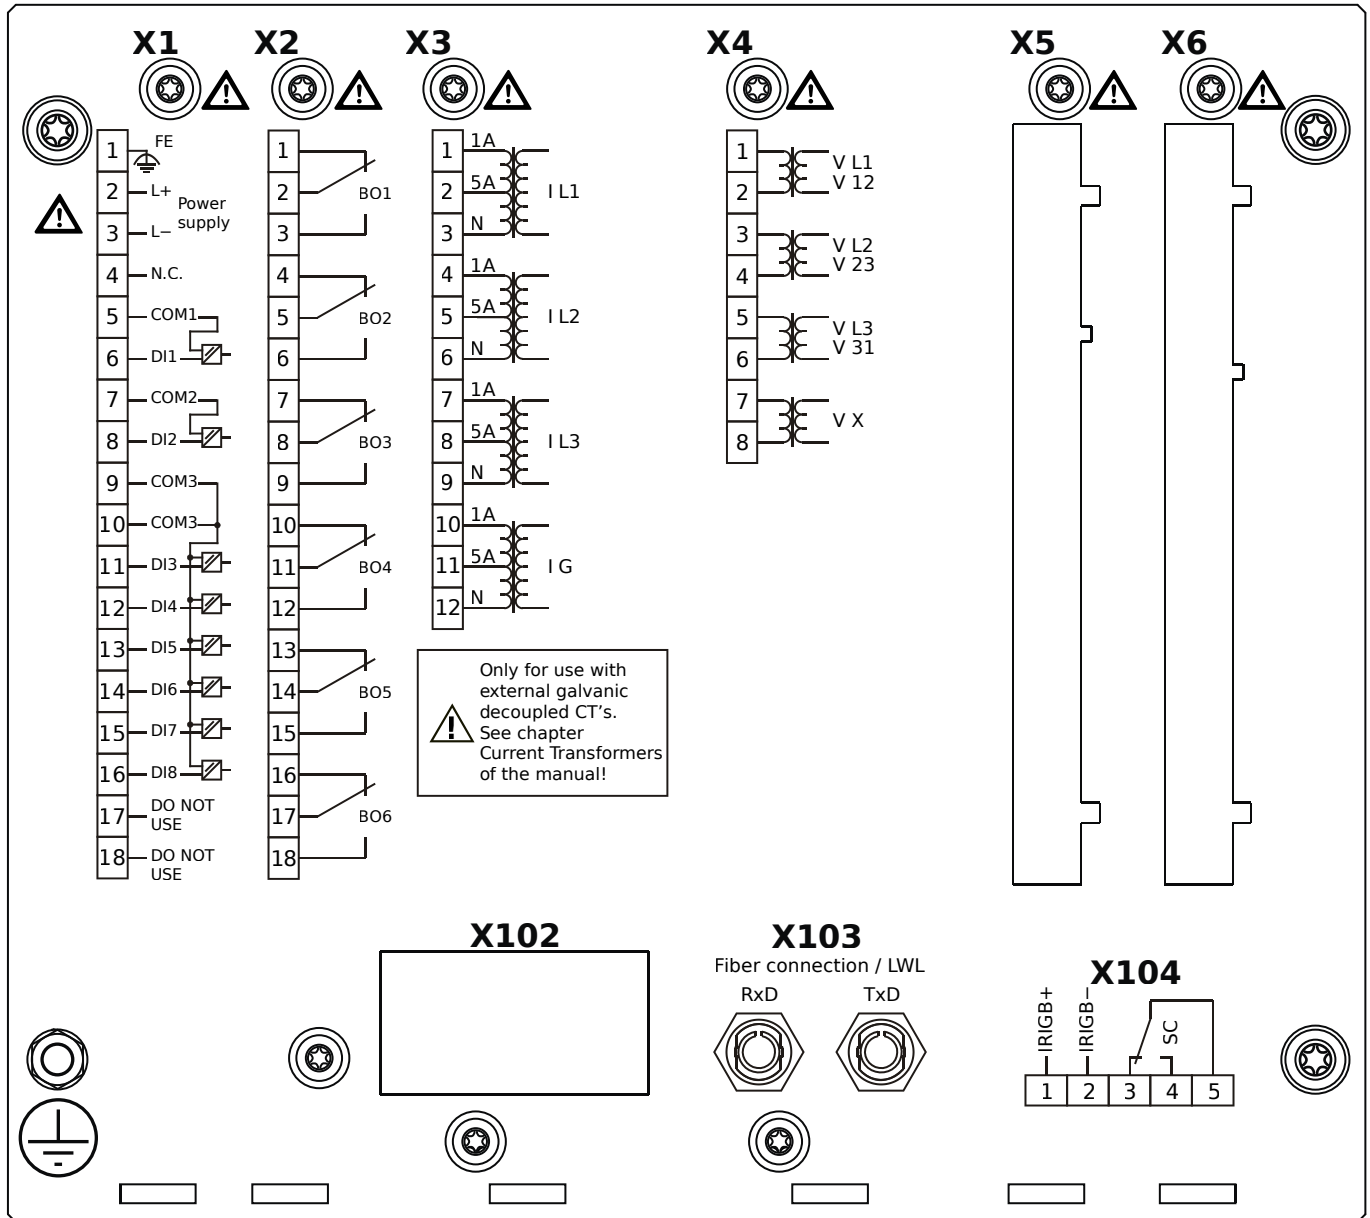 X1 X2 X3 X4 X5 X6
1 FE
2 L+
Power
supply
3 L−
4 N.C.
5 COM1
6 DI1
7 COM2
8 DI2
9 COM3
10 COM3
11 DI3
12 DI4
13 DI5
14 DI6
15 DI7
16 DI8
17 DO NOT
USE
18 DO NOT
USE
1
2 BO1
3
4
5 BO2
6
7
8 BO3
9
10
11 BO4
12
13
14 BO5
15
16
17 BO6
18
1 1A
2 5A I L1
3 N
4 1A
5 5A I L2
6 N
7 1A
8 5A I L3
9 N
10 1A
11 5A I G
12 N
Only for use with
external galvanic
decoupled CT's.
See chapter
Current Transformers
of the manual!
1 V L1
2 V 12
3 V L2
4 V 23
5 V L3
6 V 31
7 V X
8
X102
X103
Fiber connection / LWL
RxD TxD
X104
IRIGB+
IRIGB−
SC
1 2 3 4 5